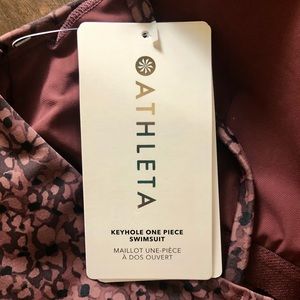 ATHLETA
KEYHOLE ONE PIECE
SWIMSUIT
MAILLOT UNE-PIÈCE
À DOS OUVERT